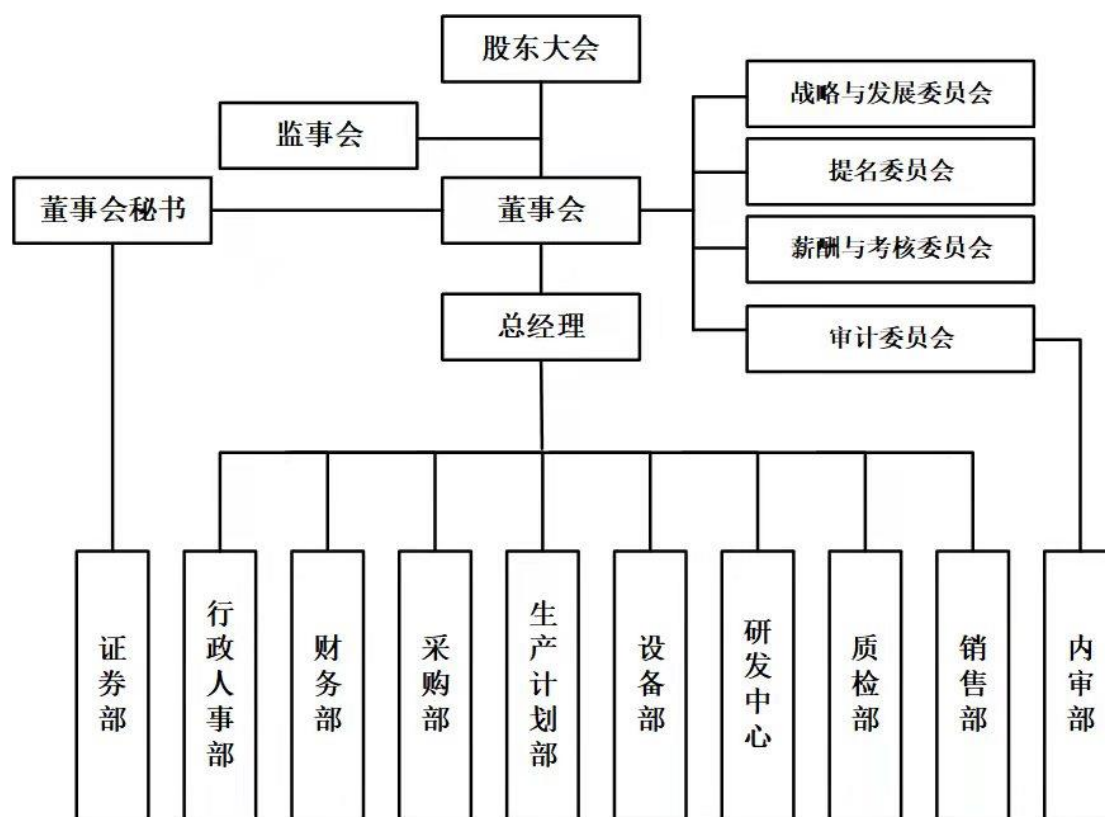 股东大会
战略与发展委员会
监事会
提名委员会
董事会秘书
董事会
薪酬与考核委员会
总经理
审计委员会
证券部
行政人事部
财务部
采购部
生产计划部
设备部
研发中心
质检部
销售部
内审部